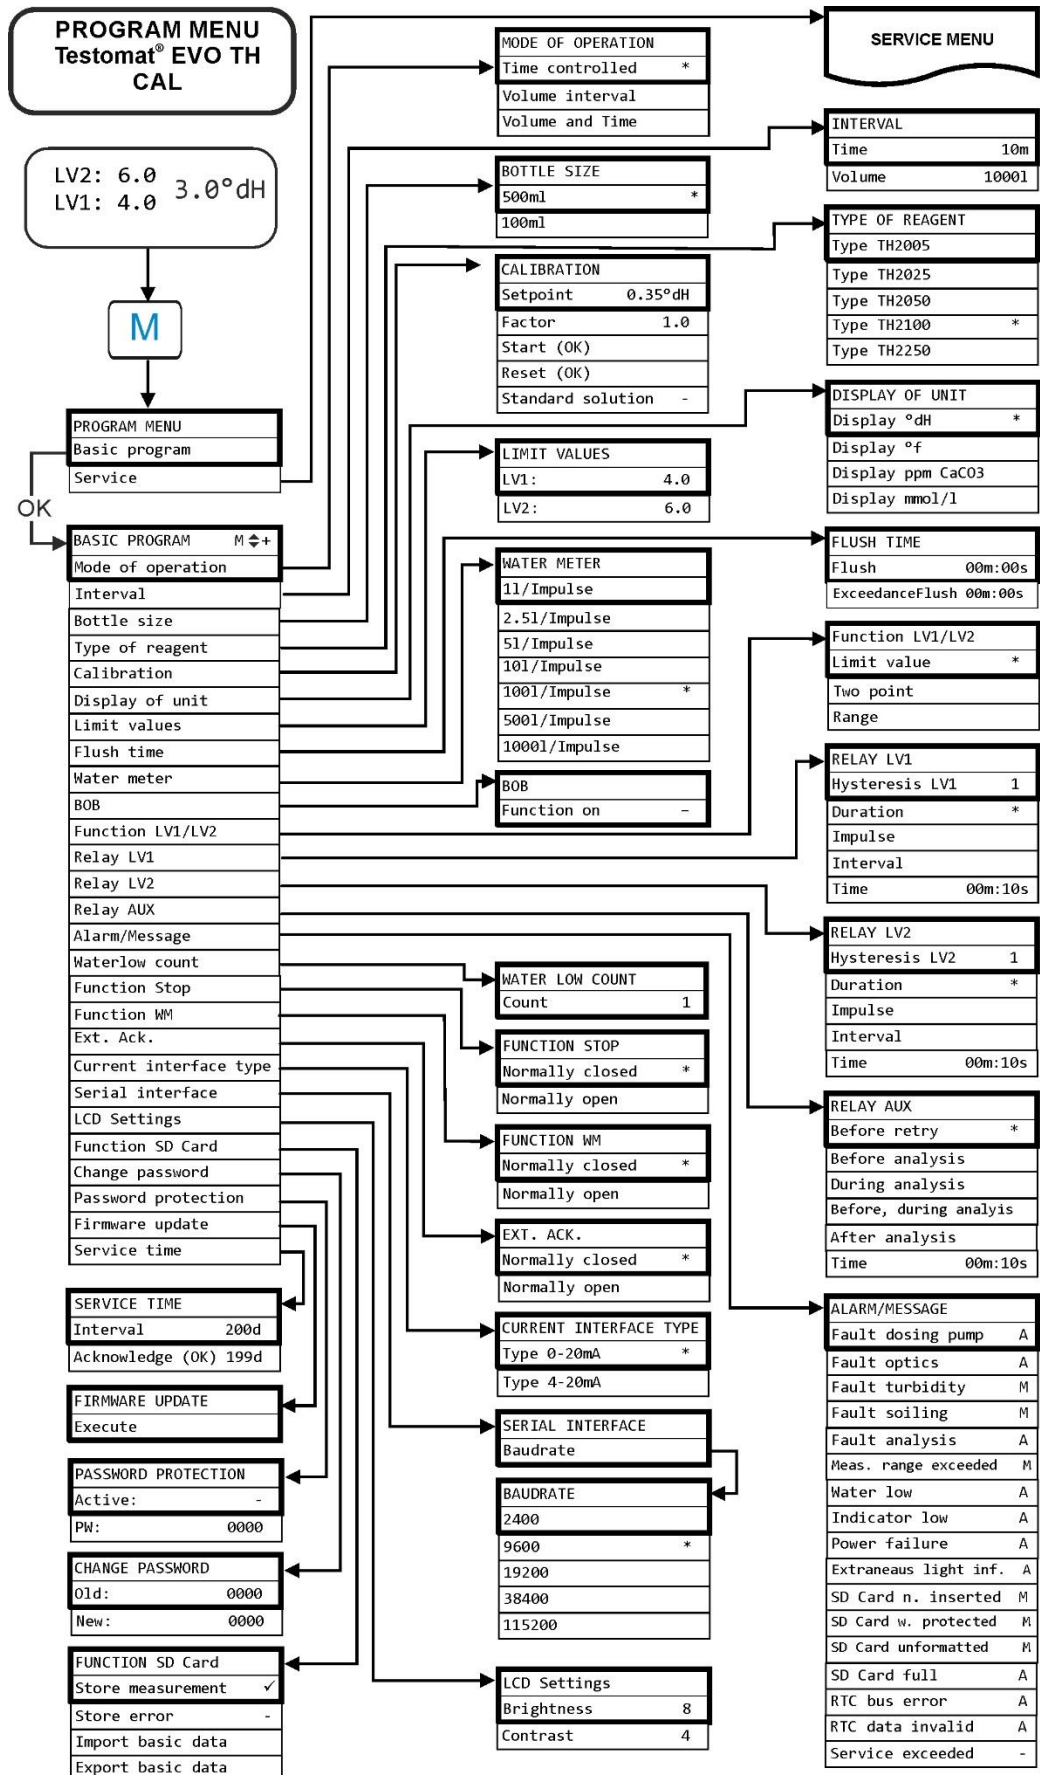 PROGRAM MENU
Testomat® EVO TH
CAL
LV2: 6.0
LV1: 4.0
3.0°dH
M
PROGRAM MENU
Basic program
Service
OK
BASIC PROGRAM M+
Mode of operation
Interval
Bottle size
Type of reagent
Calibration
Display of unit
Limit values
Flush time
Water meter
BOB
Function LV1/LV2
Relay LV1
Relay LV2
Relay AUX
Alarm/Message
Waterlow count
Function Stop
Function WM
Ext. Ack.
Current interface type
Serial interface
LCD Settings
Function SD Card
Change password
Password protection
Firmware update
Service time
SERVICE TIME
Interval 200d
Acknowledge (OK) 199d
FIRMWARE UPDATE
Execute
PASSWORD PROTECTION
Active: -
PW: 0000
CHANGE PASSWORD
Old: 0000
New: 0000
FUNCTION SD Card
Store measurement ✓
Store error -
Import basic data
Export basic data
MODE OF OPERATION
Time controlled *
Volume interval
Volume and Time
BOTTLE SIZE
500ml *
100ml
CALIBRATION
Setpoint 0.35°dH
Factor 1.0
Start (OK)
Reset (OK)
Standard solution -
LIMIT VALUES
LV1: 4.0
LV2: 6.0
WATER METER
1l/Impulse
2.5l/Impulse
5l/Impulse
10l/Impulse
100l/Impulse *
500l/Impulse
1000l/Impulse
BOB
Function on –
WATER LOW COUNT
Count 1
FUNCTION STOP
Normally closed *
Normally open
FUNCTION WM
Normally closed *
Normally open
EXT. ACK.
Normally closed *
Normally open
CURRENT INTERFACE TYPE
Type 0-20mA *
Type 4-20mA
SERIAL INTERFACE
Baudrate
BAUDRATE
2400
9600 *
19200
38400
115200
LCD Settings
Brightness 8
Contrast 4
SERVICE MENU
INTERVAL
Time 10m
Volume 1000l
TYPE OF REAGENT
Type TH2005
Type TH2025
Type TH2050
Type TH2100 *
Type TH2250
DISPLAY OF UNIT
Display °dH *
Display °f
Display ppm CaCO3
Display mmol/l
FLUSH TIME
Flush 00m:00s
ExceedanceFlush 00m:00s
Function LV1/LV2
Limit value *
Two point
Range
RELAY LV1
Hysteresis LV1 1
Duration *
Impulse
Interval
Time 00m:10s
RELAY LV2
Hysteresis LV2 1
Duration *
Impulse
Interval
Time 00m:10s
RELAY AUX
Before retry *
Before analysis
During analysis
Before, during analyis
After analysis
Time 00m:10s
ALARM/MESSAGE
Fault dosing pump A
Fault optics A
Fault turbidity M
Fault soiling M
Fault analysis A
Meas. range exceeded M
Water low A
Indicator low A
Power failure A
Extraneaus light inf. A
SD Card n. inserted M
SD Card w. protected M
SD Card unformatted M
SD Card full A
RTC bus error A
RTC data invalid A
Service exceeded -